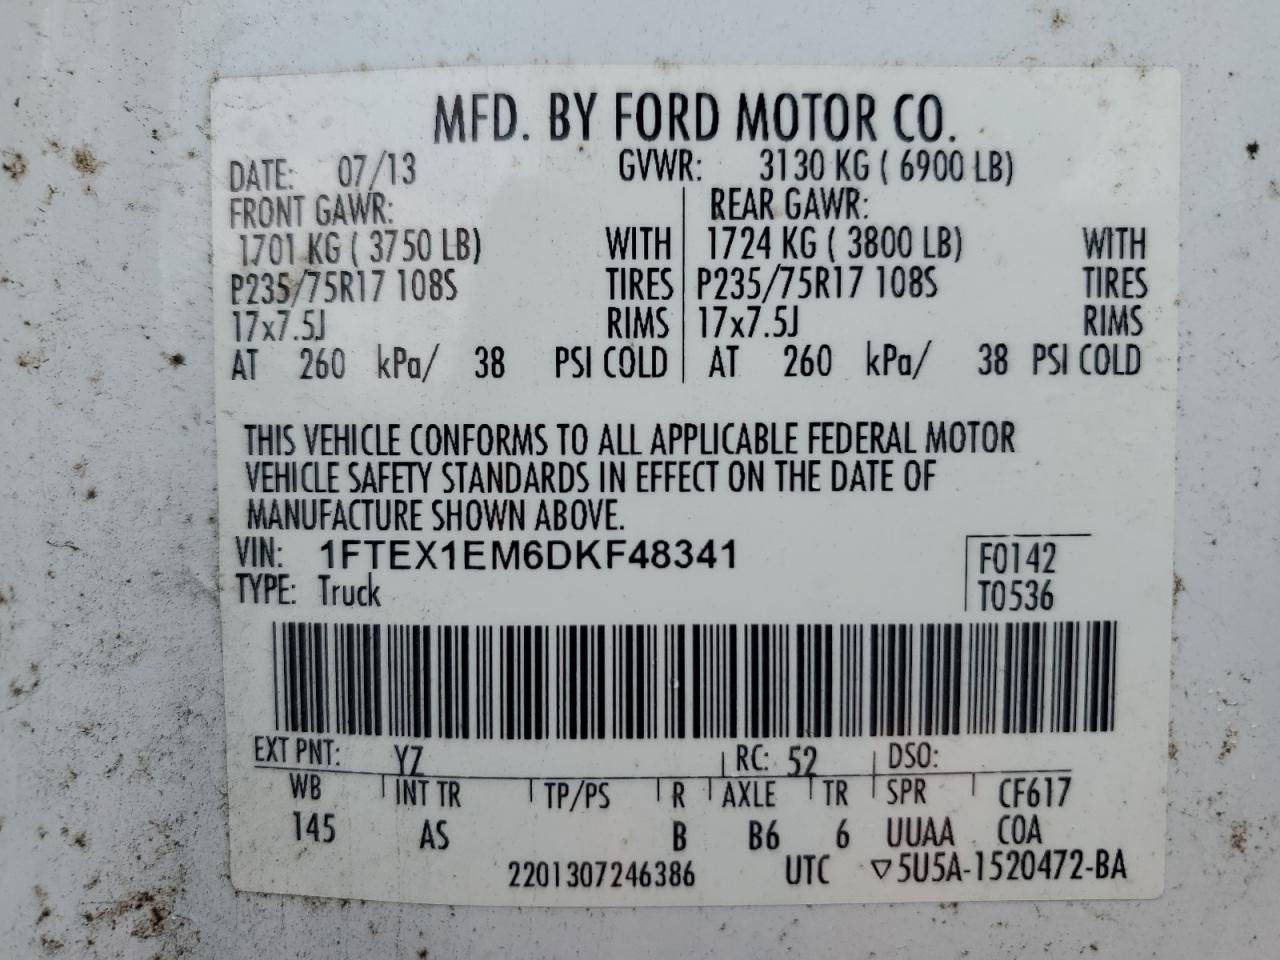 MFD. BY FORD MOTOR CO.
DATE: 07/13 GVWR: 3130 KG ( 6900 LB)
FRONT GAWR: REAR GAWR:
1701 KG ( 3750 LB) WITH 1724 KG ( 3800 LB) WITH
P235/75R17 108S TIRES P235/75R17 108S TIRES
17x7.5J RIMS 17x7.5J RIMS
AT 260 kPa/ 38 PSI COLD AT 260 kPa/ 38 PSI COLD
THIS VEHICLE CONFORMS TO ALL APPLICABLE FEDERAL MOTOR
VEHICLE SAFETY STANDARDS IN EFFECT ON THE DATE OF
MANUFACTURE SHOWN ABOVE.
VIN: 1FTEX1EM6DKF48341 F0142
TYPE: Truck T0536
EXT PNT: YZ RC: 52 DSO:
WB INT TR TP/PS R AXLE TR SPR CF617
145 AS B B6 6 UUAA COA
2201307246386 UTC ▽5U5A-1520472-BA